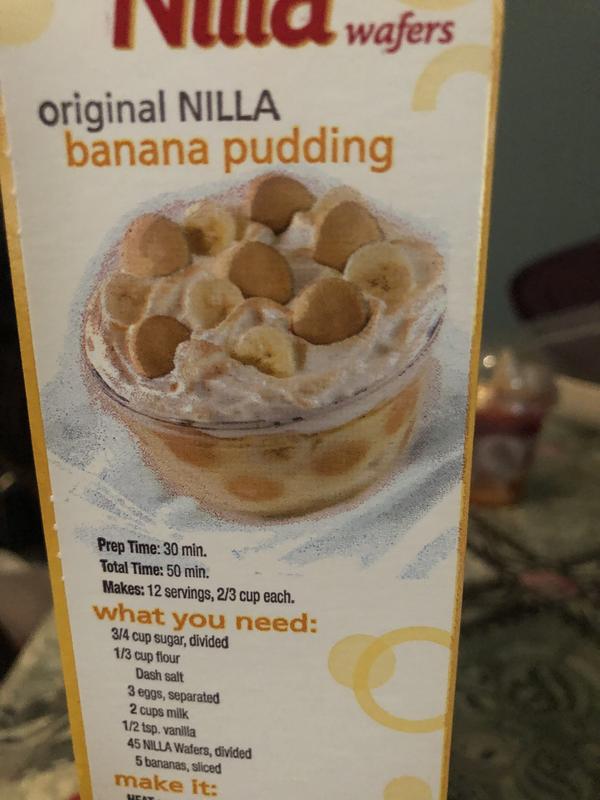 Nilla
wafers
original NILLA
banana pudding
Prep Time: 30 min.
Total Time: 50 min.
Makes: 12 servings, 2/3 cup each.
what you need:
3/4 cup sugar, divided
1/3 cup flour
Dash salt
3 eggs, separated
2 cups milk
1/2 tsp. vanilla
45 NILLA Wafers, divided
5 bananas, sliced
make it: